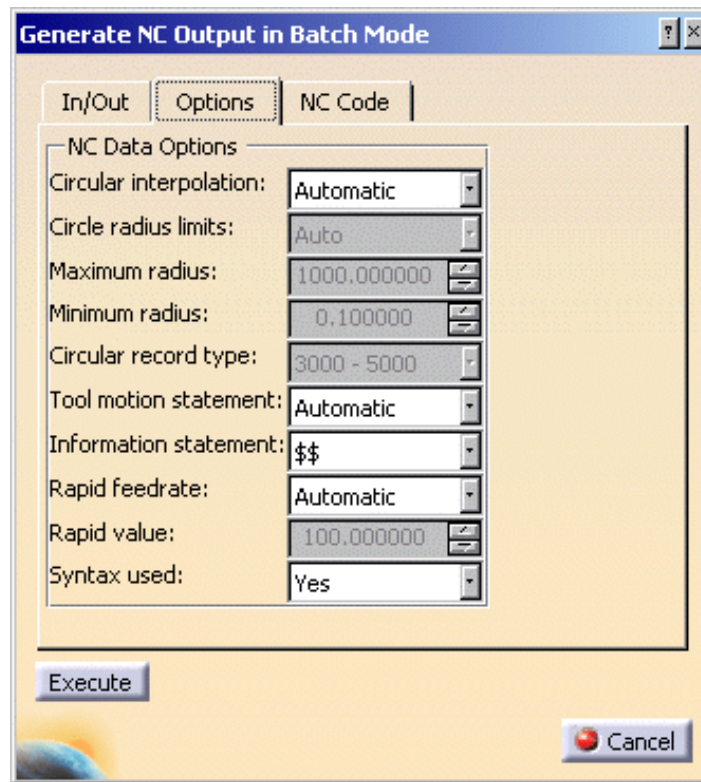 Generate NC Output in Batch Mode
In/Out Options NC Code
NC Data Options
Circular interpolation: Automatic
Circle radius limits: Auto
Maximum radius: 1000.000000
Minimum radius: 0.100000
Circular record type: 3000 - 5000
Tool motion statement: Automatic
Information statement: $$
Rapid feedrate: Automatic
Rapid value: 100.000000
Syntax used: Yes
Execute
Cancel